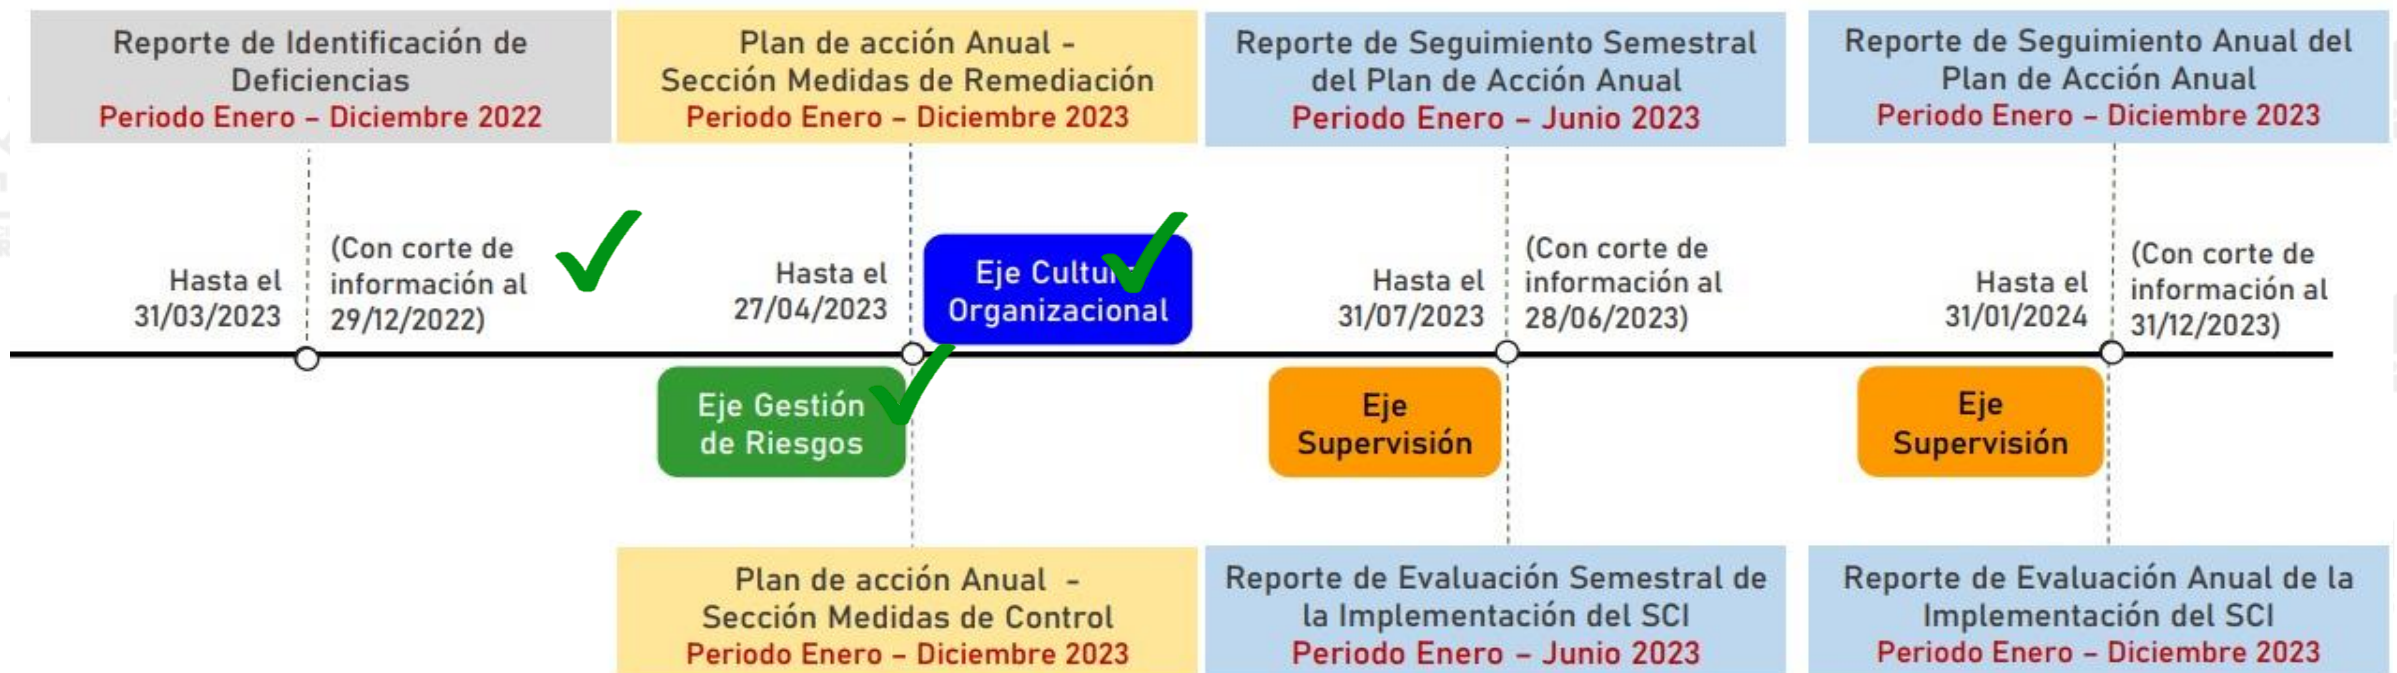 Reporte de Identificación de
Deficiencias
Periodo Enero – Diciembre 2022
Plan de acción Anual -
Sección Medidas de Remediación
Periodo Enero – Diciembre 2023
Reporte de Seguimiento Semestral
del Plan de Acción Anual
Periodo Enero – Junio 2023
Reporte de Seguimiento Anual del
Plan de Acción Anual
Periodo Enero – Diciembre 2023
Hasta el
31/03/2023
(Con corte de
información al
29/12/2022)
Hasta el
27/04/2023
Eje Cultura
Organizacional
Hasta el
31/07/2023
(Con corte de
información al
28/06/2023)
Hasta el
31/01/2024
(Con corte de
información al
31/12/2023)
Eje Gestión
de Riesgos
Eje
Supervisión
Eje
Supervisión
Plan de acción Anual -
Sección Medidas de Control
Periodo Enero – Diciembre 2023
Reporte de Evaluación Semestral de
la Implementación del SCI
Periodo Enero – Junio 2023
Reporte de Evaluación Anual de la
Implementación del SCI
Periodo Enero – Diciembre 2023